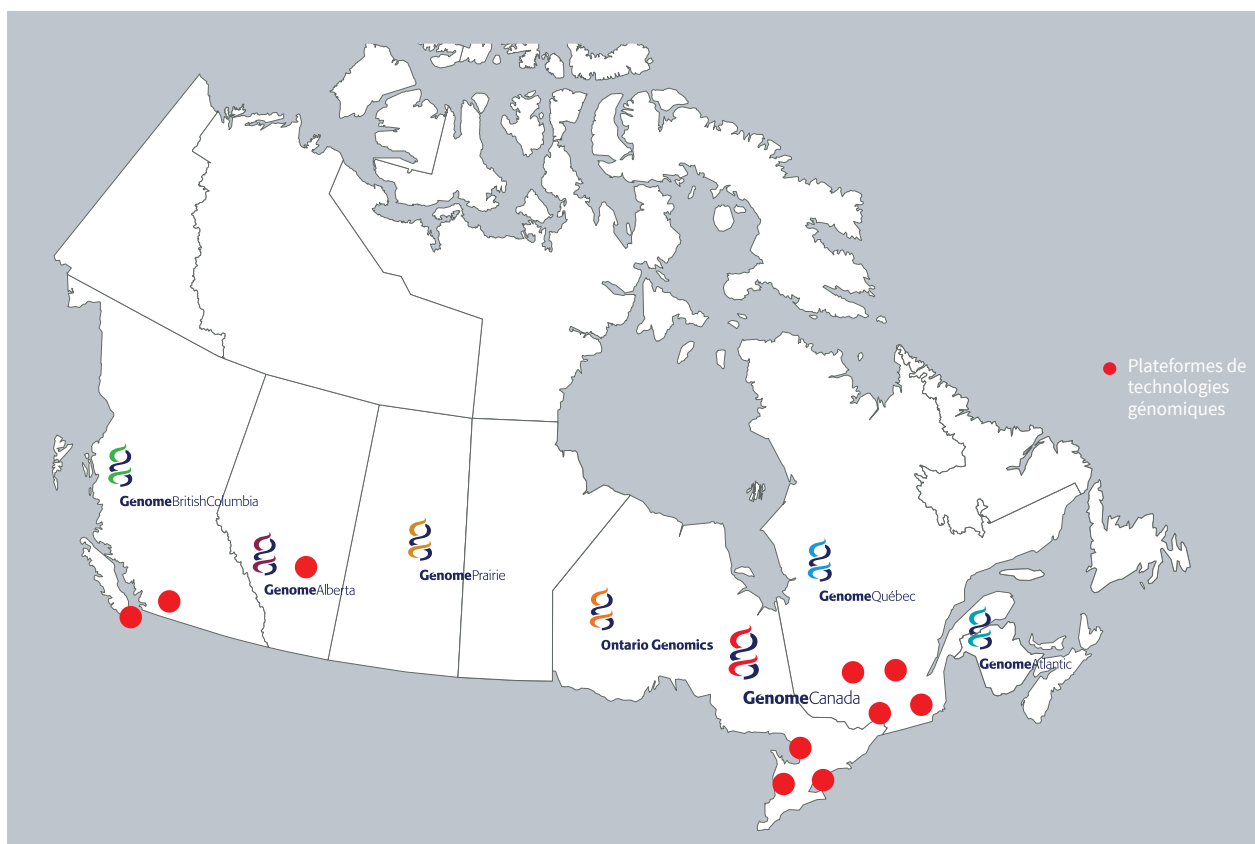 Plateformes de
technologies
génomiques
GenomeBritishColumbia
GenomeAlberta
GenomePrairie
Ontario Genomics
GenomeCanada
GenomeQuébec
GenomeAtlantic